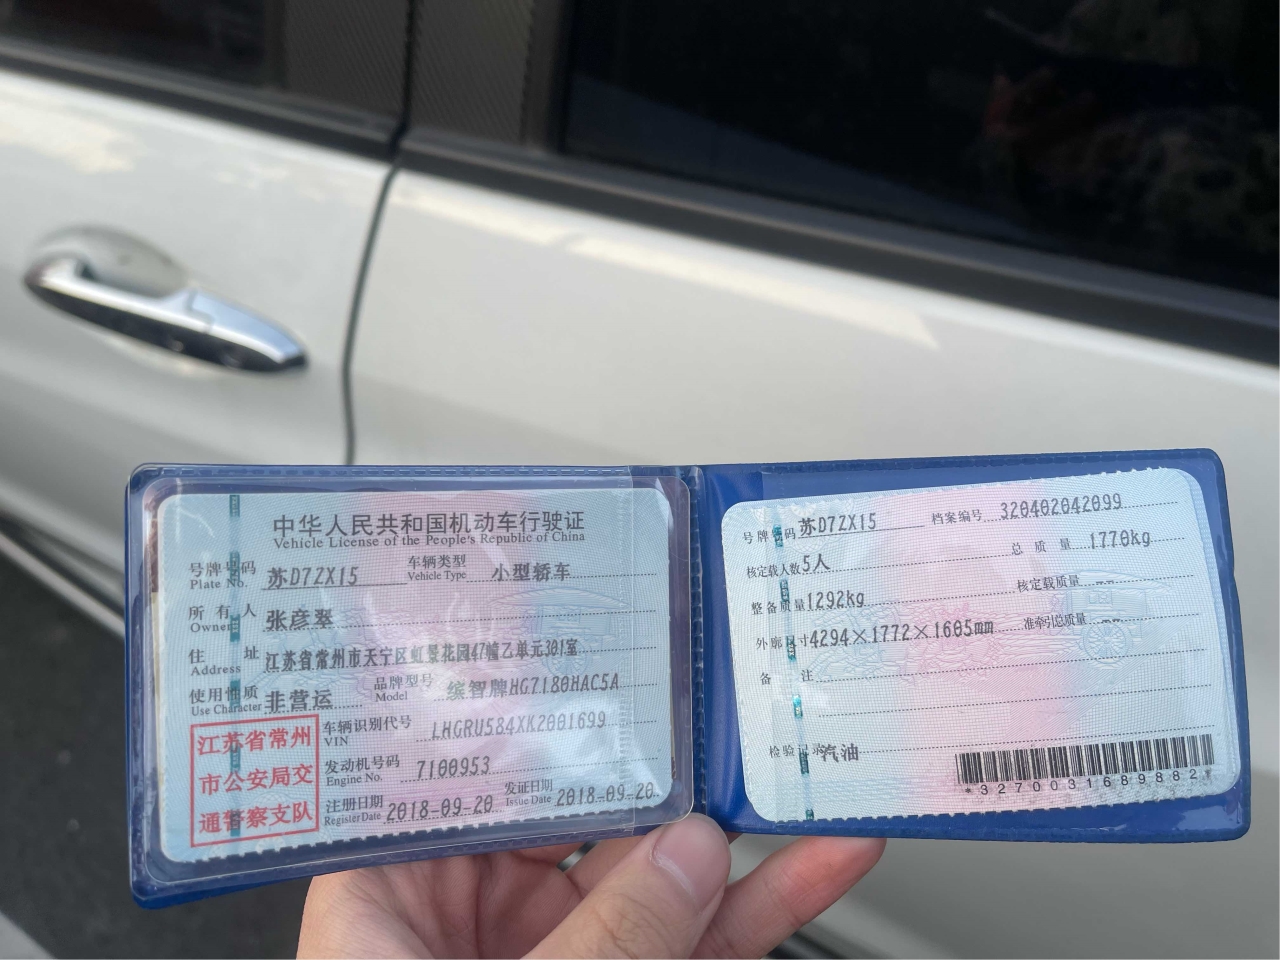 中华人民共和国机动车行驶证
Vehicle License of the People's Republic of China
号牌号码 苏D7ZX15 车辆类型 小型轿车
Plate No. Vehicle Type
所有人 张彦翠
Owner
住址 江苏省常州市天宁区虹景花园47幢乙单元301室
Address
使用性质 非营运 品牌型号 缤智牌HG7180HAC5A
Use Character Model
江苏省常州
市公安局交
通警察支队
车辆识别代号 LHGRU584XK2001699
VIN
发动机号码 7100953
Engine No.
注册日期 2018-09-20 发证日期 2018-09-20
Register Date Issue Date
号牌号码 苏D7ZX15 档案编号 320402042099
核定载人数 5人 总质量 1770kg
整备质量 1292kg 核定载质量 --
外廓尺寸 4294×1772×1605mm 准牵引总质量 --
备注
检验记录 汽油
*3270031689882*